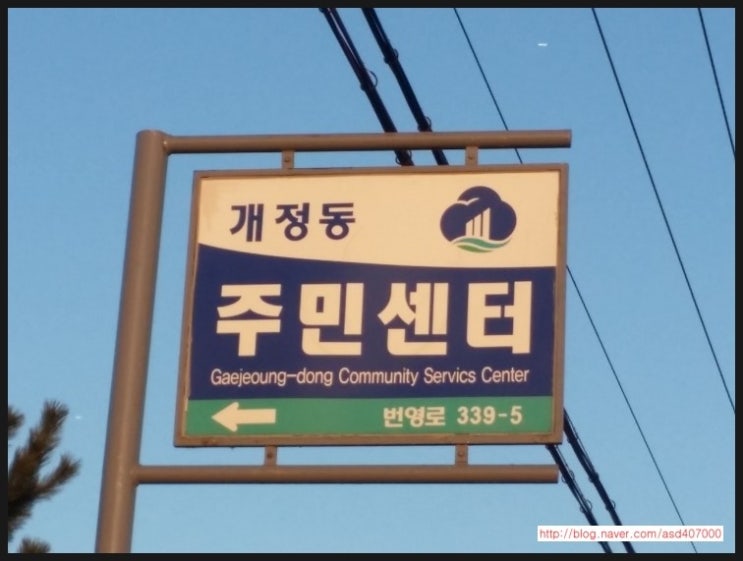 개정동
주민센터
Gaejeoung-dong Community Servics Center
번영로 339-5
http://blog.naver.com/asd407000